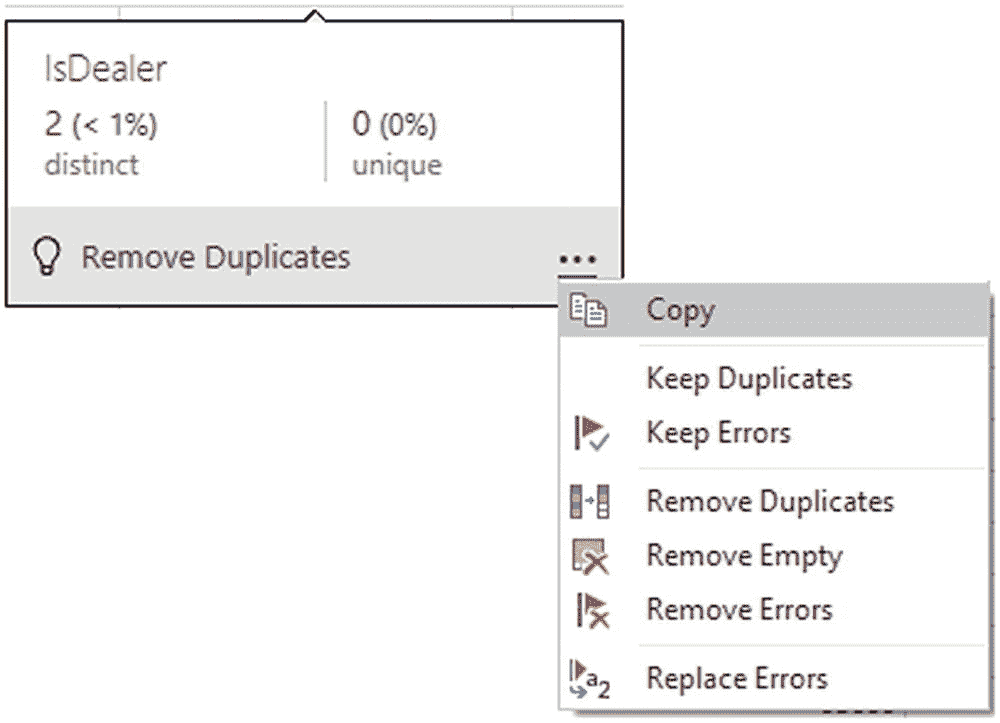 IsDealer
2 (< 1%)
distinct
0 (0%)
unique
Remove Duplicates
Copy
Keep Duplicates
Keep Errors
Remove Duplicates
Remove Empty
Remove Errors
Replace Errors